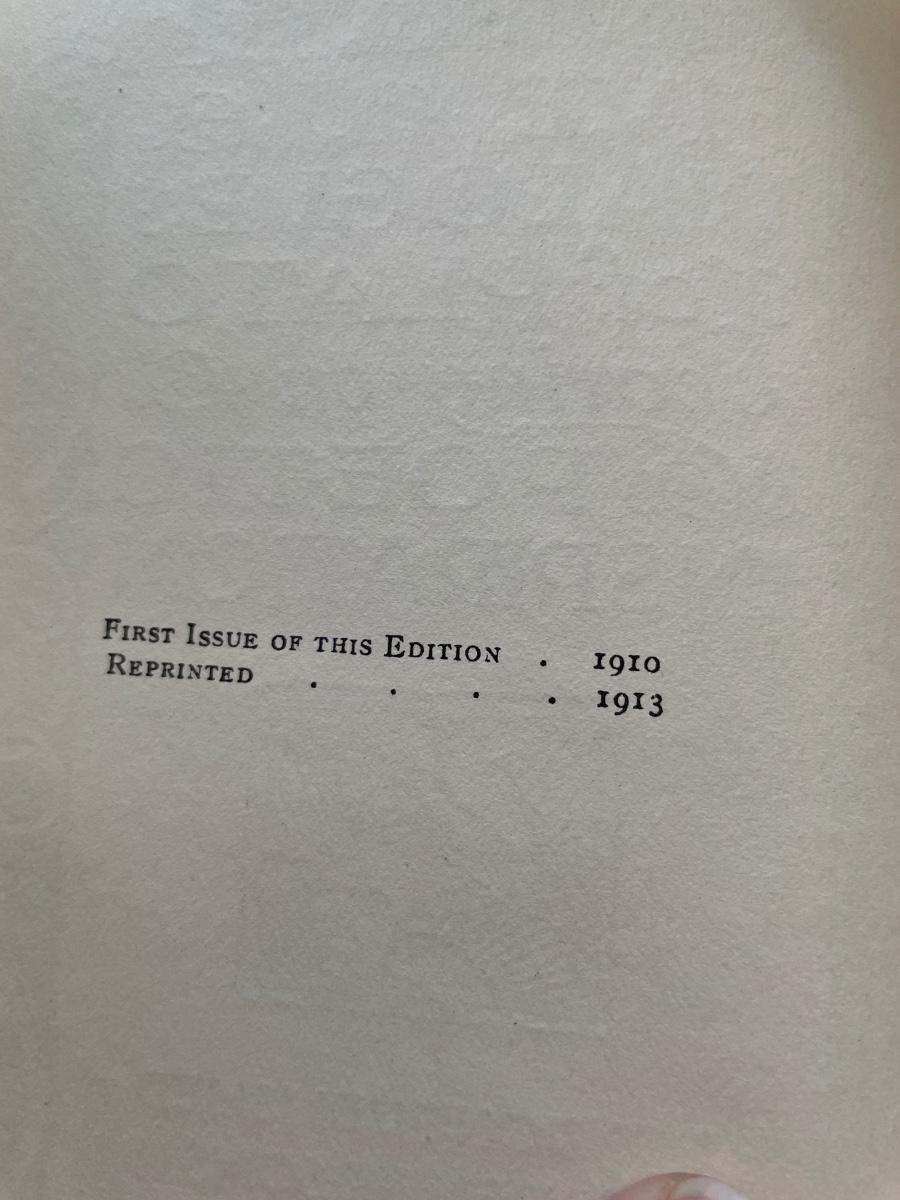 First Issue of this Edition . 1910
Reprinted . . . . 1913